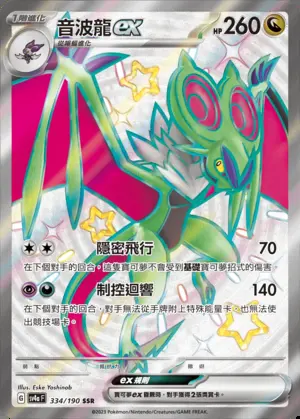 1階進化
音波龍ex
HP 260
從嗡蝠進化
隱密飛行 70
在下個對手的回合，這隻寶可夢不會受到基礎寶可夢招式的傷害。
制控迴響 140
在下個對手的回合，對手無法從手牌附上特殊能量卡，也無法使
出競技場卡。
ex規則
寶可夢ex昏厥時，對手獲得2張獎賞卡。
Illus. Eske Yoshinob
G sv4a F 334/190 SSR
©2023 Pokémon/Nintendo/Creatures/GAME FREAK.